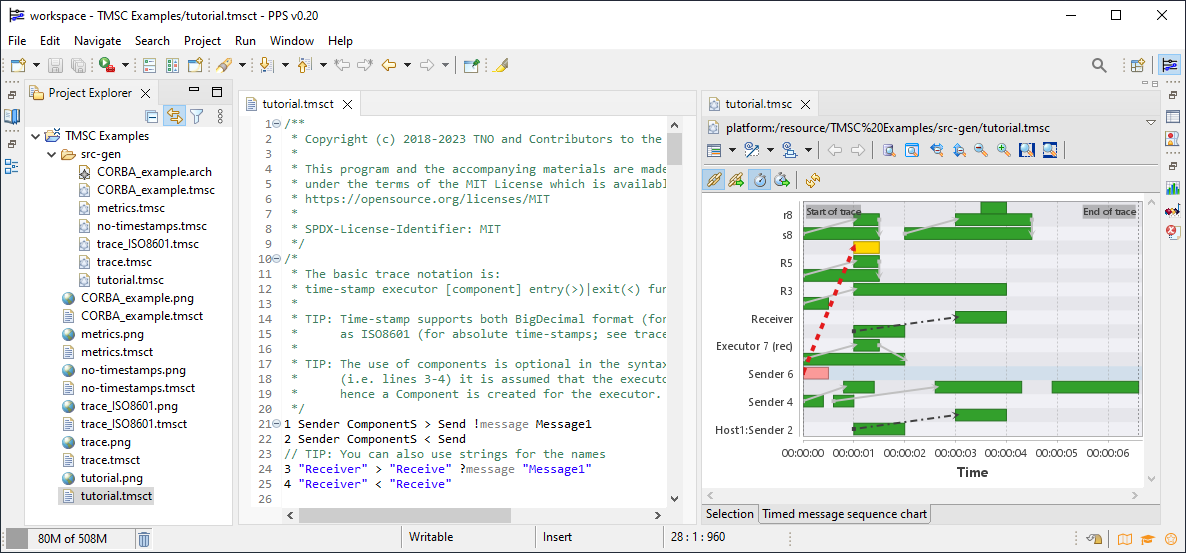 workspace - TMSC Examples/tutorial.tmsct - PPS v0.20
File Edit Navigate Search Project Run Window Help
Project Explorer
TMSC Examples
src-gen
CORBA_example.arch
CORBA_example.tmsc
metrics.tmsc
no-timestamps.tmsc
trace_ISO8601.tmsc
trace.tmsc
tutorial.tmsc
CORBA_example.png
CORBA_example.tmsct
metrics.png
metrics.tmsct
no-timestamps.png
no-timestamps.tmsct
trace_ISO8601.png
trace_ISO8601.tmsct
trace.png
trace.tmsct
tutorial.png
tutorial.tmsct
tutorial.tmsct
1 /**
2 * Copyright (c) 2018-2023 TNO and Contributors to the
3 *
4 * This program and the accompanying materials are made
5 * under the terms of the MIT License which is availabl
6 * https://opensource.org/licenses/MIT
7 *
8 * SPDX-License-Identifier: MIT
9 */
10 /*
11 * The basic trace notation is:
12 * time-stamp executor [component] entry(>)|exit(<) fun
13 *
14 * TIP: Time-stamp supports both BigDecimal format (for
15 * as ISO8601 (for absolute time-stamps; see trace
16 *
17 * TIP: The use of components is optional in the syntax
18 * (i.e. lines 3-4) it is assumed that the executo
19 * hence a Component is created for the executor.
20 */
21 1 Sender ComponentS > Send !message Message1
22 2 Sender ComponentS < Send
23 // TIP: You can also use strings for the names
24 3 "Receiver" > "Receive" ?message "Message1"
25 4 "Receiver" < "Receive"
26
tutorial.tmsc
platform:/resource/TMSC%20Examples/src-gen/tutorial.tmsc
Start of trace
End of trace
r8
s8
R5
R3
Receiver
Executor 7 (rec)
Sender 6
Sender 4
Host1:Sender 2
00:00:00 00:00:01 00:00:02 00:00:03 00:00:04 00:00:05 00:00:06
Time
Selection Timed message sequence chart
80M of 508M
Writable
Insert
28 : 1 : 960